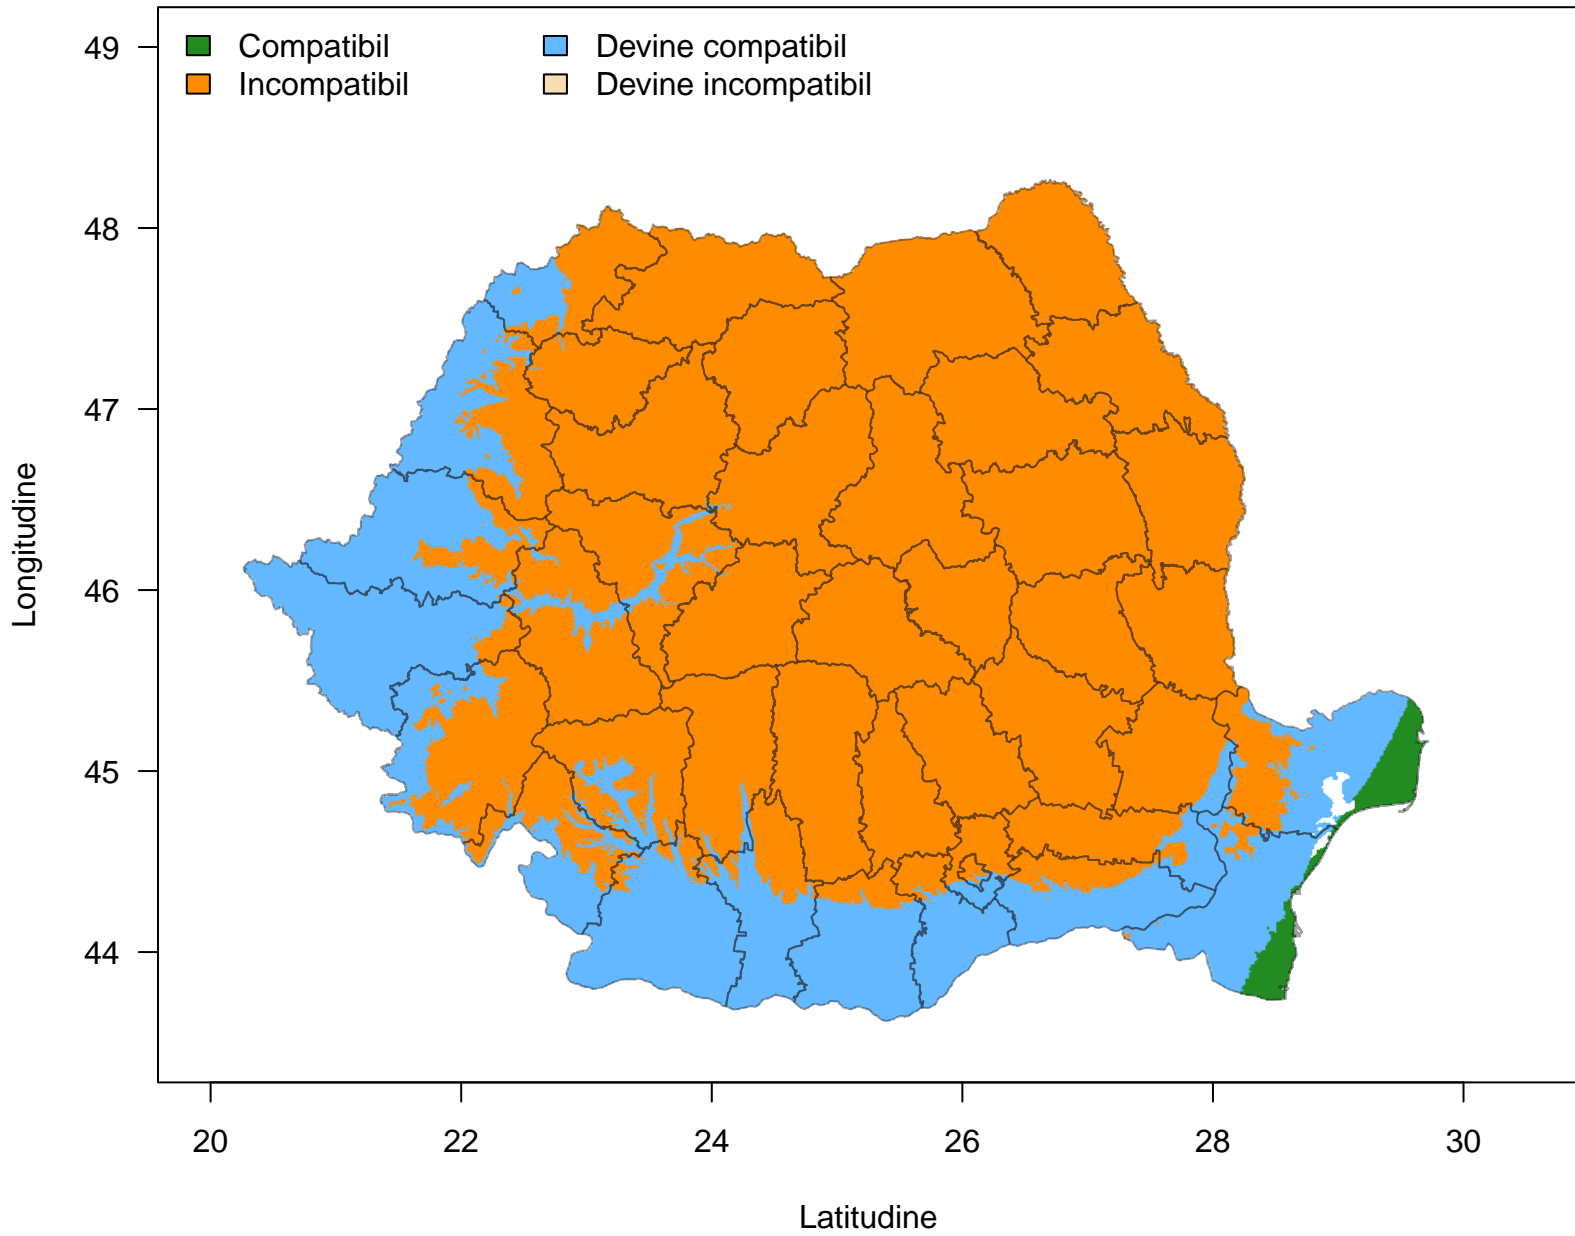 Compatibil
Incompatibil
Devine compatibil
Devine incompatibil
49
48
47
46
45
44
Longitudine
20 22 24 26 28 30
Latitudine